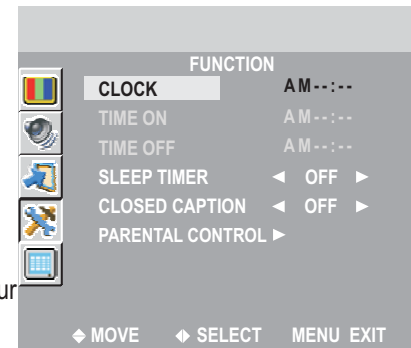 FUNCTION
CLOCK AM--:--
TIME ON AM--:--
TIME OFF AM--:--
SLEEP TIMER ◄ OFF ►
CLOSED CAPTION ◄ OFF ►
PARENTAL CONTROL ►
ur
MOVE SELECT MENU EXIT